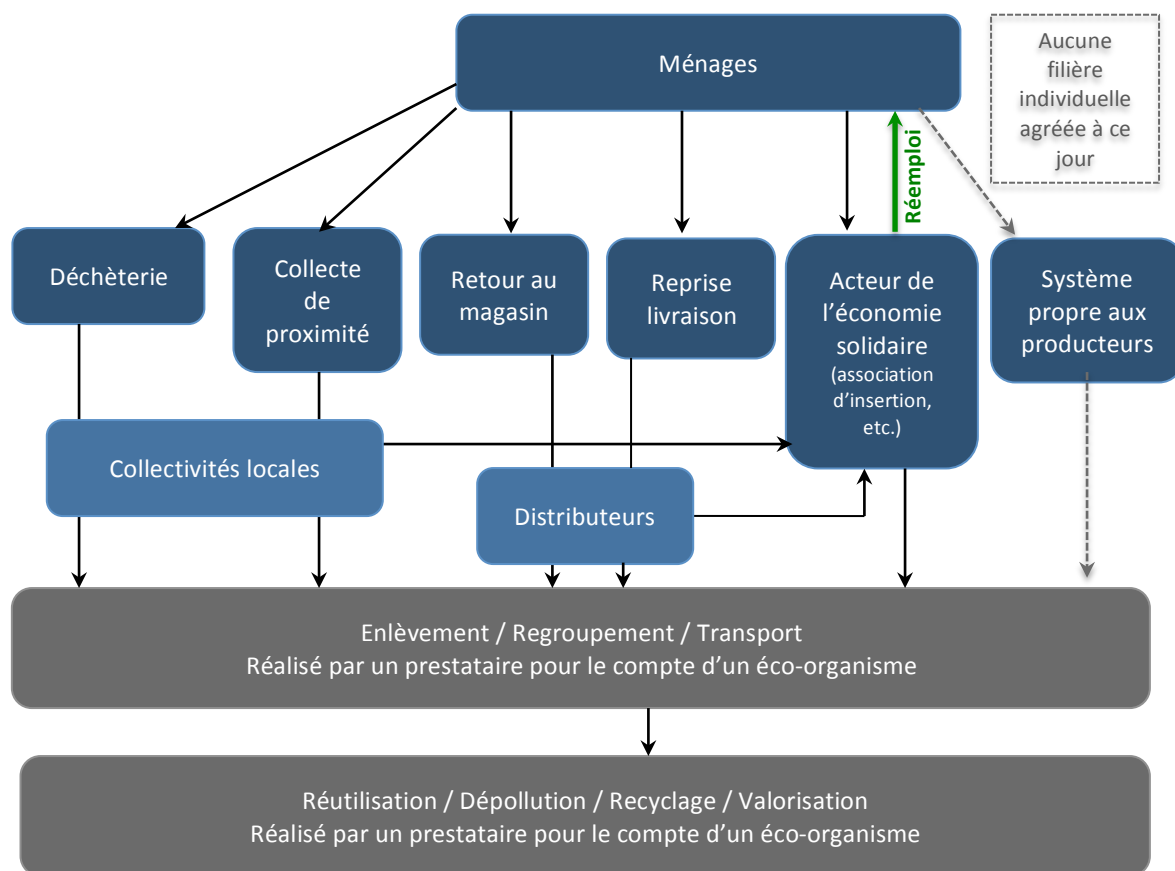 Ménages
Aucune
filière
individuelle
agréée à ce
jour
Réemploi
Déchèterie
Collecte
de
proximité
Retour au
magasin
Reprise
livraison
Acteur de
l'économie
solidaire
(association
d'insertion,
etc.)
Système
propre aux
producteurs
Collectivités locales
Distributeurs
Enlèvement / Regroupement / Transport
Réalisé par un prestataire pour le compte d'un éco-organisme
Réutilisation / Dépollution / Recyclage / Valorisation
Réalisé par un prestataire pour le compte d'un éco-organisme